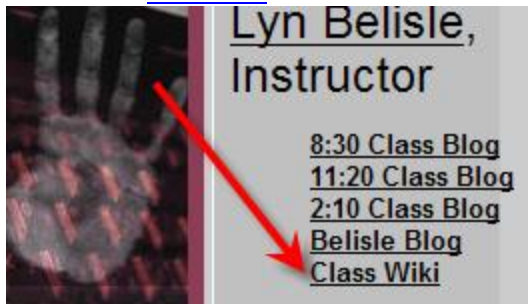 Lyn Belisle,
Instructor
8:30 Class Blog
11:20 Class Blog
2:10 Class Blog
Belisle Blog
Class Wiki